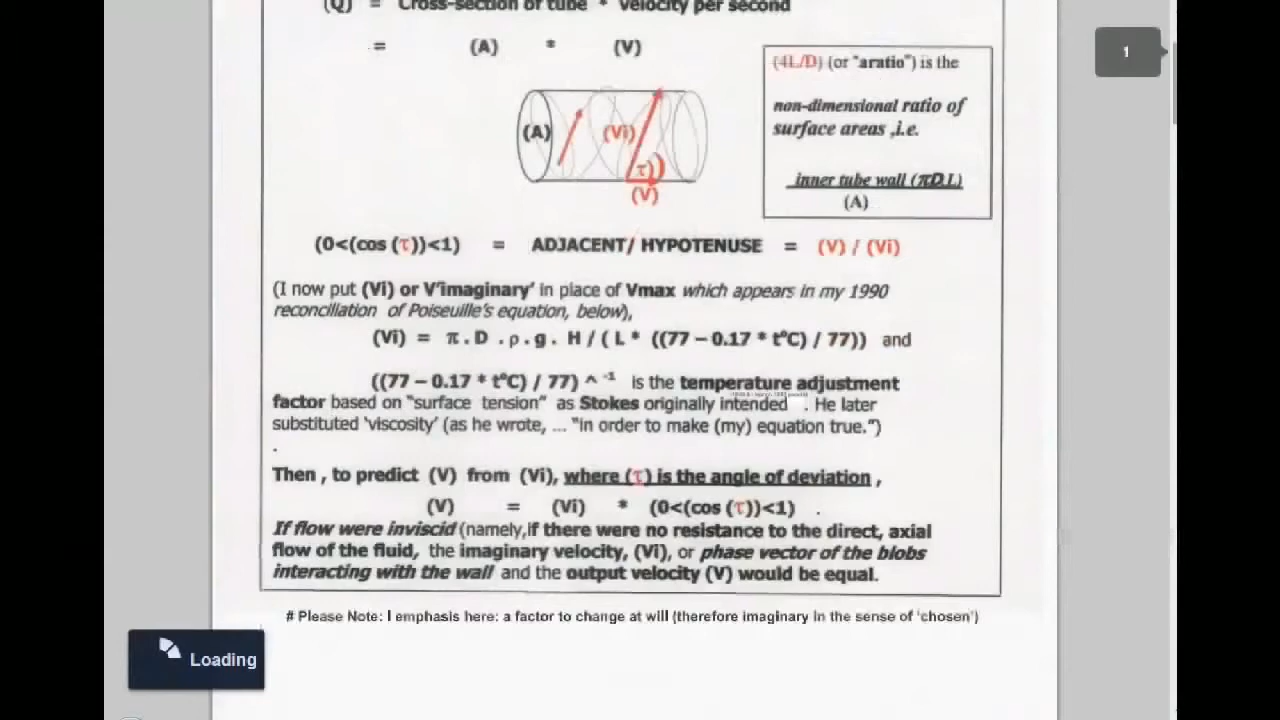 (Q) = Cross-section of tube * velocity per second
= (A) * (V)
1
(4L/D) (or "aratio") is the
non-dimensional ratio of
surface areas ,i.e.
inner tube wall (πD.L)
(A)
(A)
(Vi)
τ)
(V)
(0<(cos (τ))<1) = ADJACENT/ HYPOTENUSE = (V) / (Vi)
(I now put (Vi) or V'imaginary' in place of Vmax which appears in my 1990
reconciliation of Poiseuille's equation, below),
(Vi) = π . D . ρ . g . H / ( L * ((77 – 0.17 * t°C) / 77)) and
((77 – 0.17 * t°C) / 77) ^ -1 is the temperature adjustment
factor based on "surface tension" as Stokes originally intended . He later
substituted 'viscosity' (as he wrote, ... "in order to make (my) equation true.")
.
Then , to predict (V) from (Vi), where (τ) is the angle of deviation ,
(V) = (Vi) * (0<(cos (τ))<1) .
If flow were inviscid (namely,if there were no resistance to the direct, axial
flow of the fluid, the imaginary velocity, (Vi), or phase vector of the blobs
interacting with the wall and the output velocity (V) would be equal.
# Please Note: I emphasis here: a factor to change at will (therefore imaginary in the sense of 'chosen')
Loading